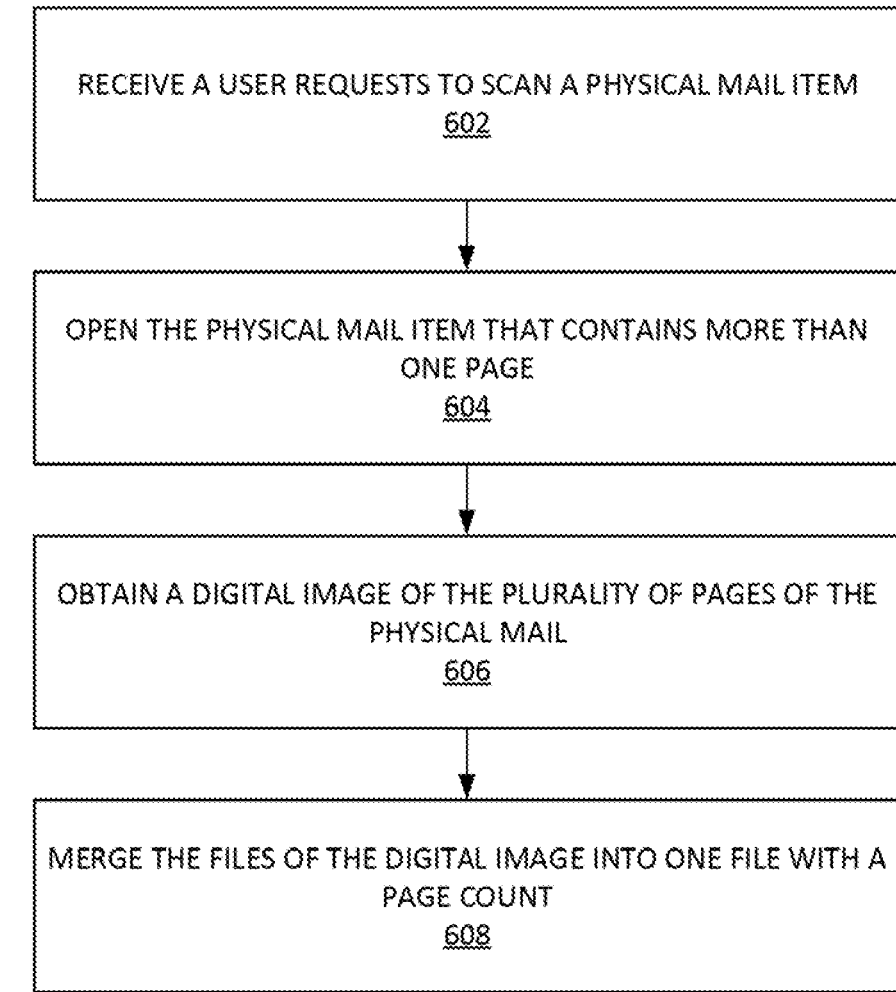 RECEIVE A USER REQUESTS TO SCAN A PHYSICAL MAIL ITEM
602
OPEN THE PHYSICAL MAIL ITEM THAT CONTAINS MORE THAN
ONE PAGE
604
OBTAIN A DIGITAL IMAGE OF THE PLURALITY OF PAGES OF THE
PHYSICAL MAIL
606
MERGE THE FILES OF THE DIGITAL IMAGE INTO ONE FILE WITH A
PAGE COUNT
608